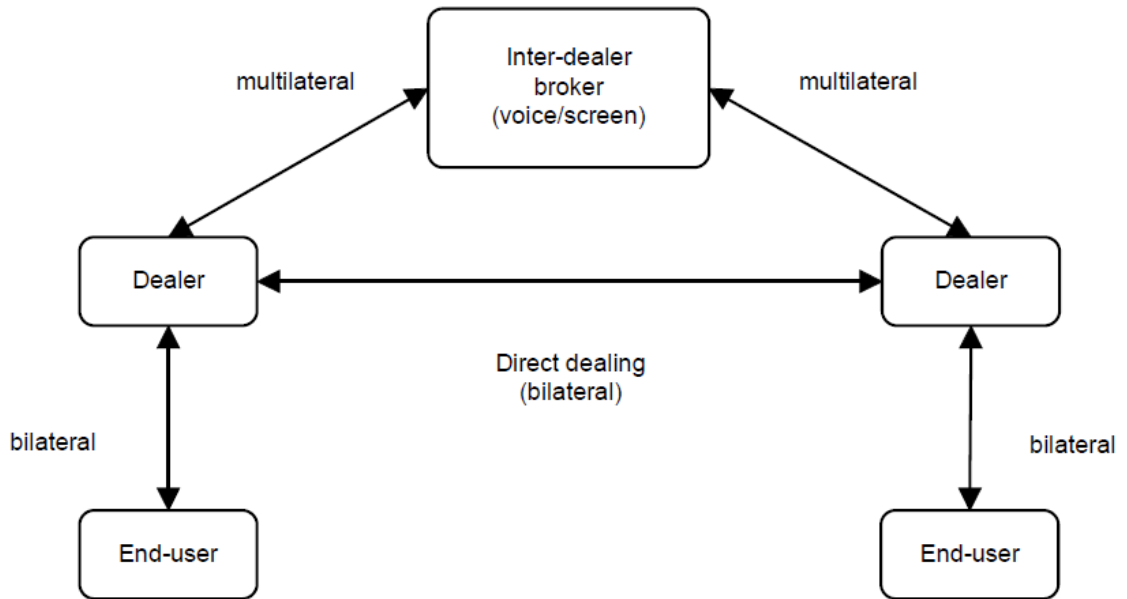 Inter-dealer
broker
(voice/screen)
multilateral
multilateral
Dealer
Dealer
Direct dealing
(bilateral)
bilateral
bilateral
End-user
End-user